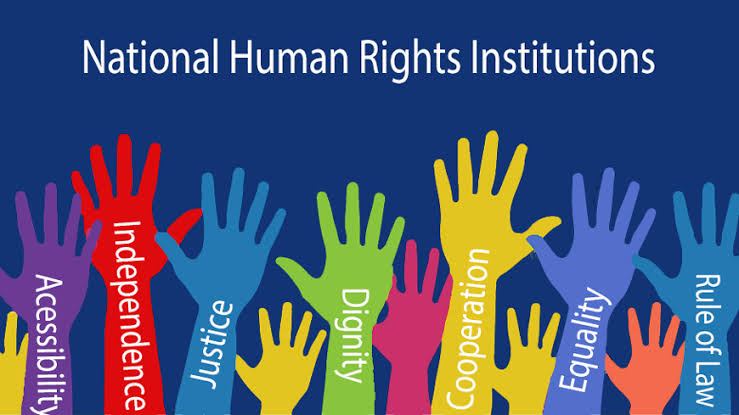 National Human Rights Institutions
Acessibility
Independence
Justice
Dignity
Cooperation
Equality
Rule of Law